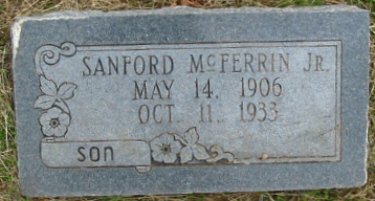 SANFORD McFERRIN JR.
MAY 14, 1906
OCT. 11, 1933
SON